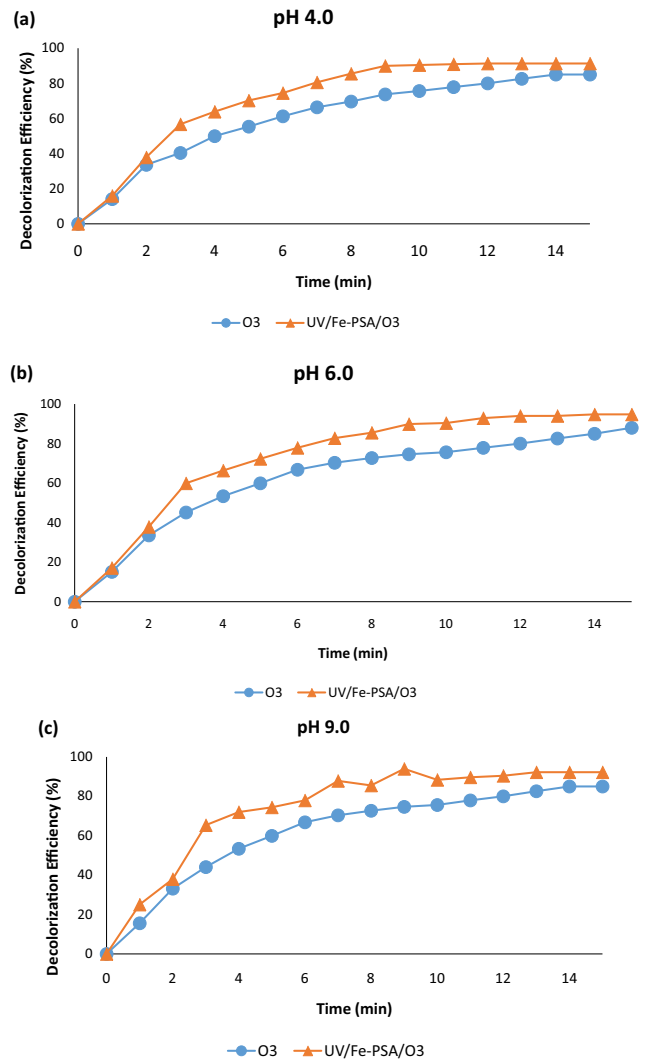 (a)
pH 4.0
Decolorization Efficiency (%)
100
80
60
40
20
0
0 2 4 6 8 10 12 14
Time (min)
O3 UV/Fe-PSA/O3
(b)
pH 6.0
Decolorization Efficiency (%)
100
80
60
40
20
0
0 2 4 6 8 10 12 14
Time (min)
O3 UV/Fe-PSA/O3
(c)
pH 9.0
Decolorization Efficiency (%)
100
80
60
40
20
0
0 2 4 6 8 10 12 14
Time (min)
O3 UV/Fe-PSA/O3